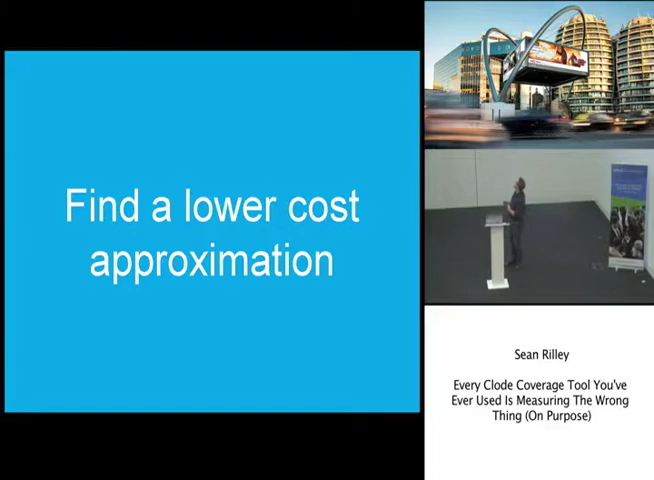 Find a lower cost
approximation
Sean Rilley
Every Clode Coverage Tool You've
Ever Used Is Measuring The Wrong
Thing (On Purpose)